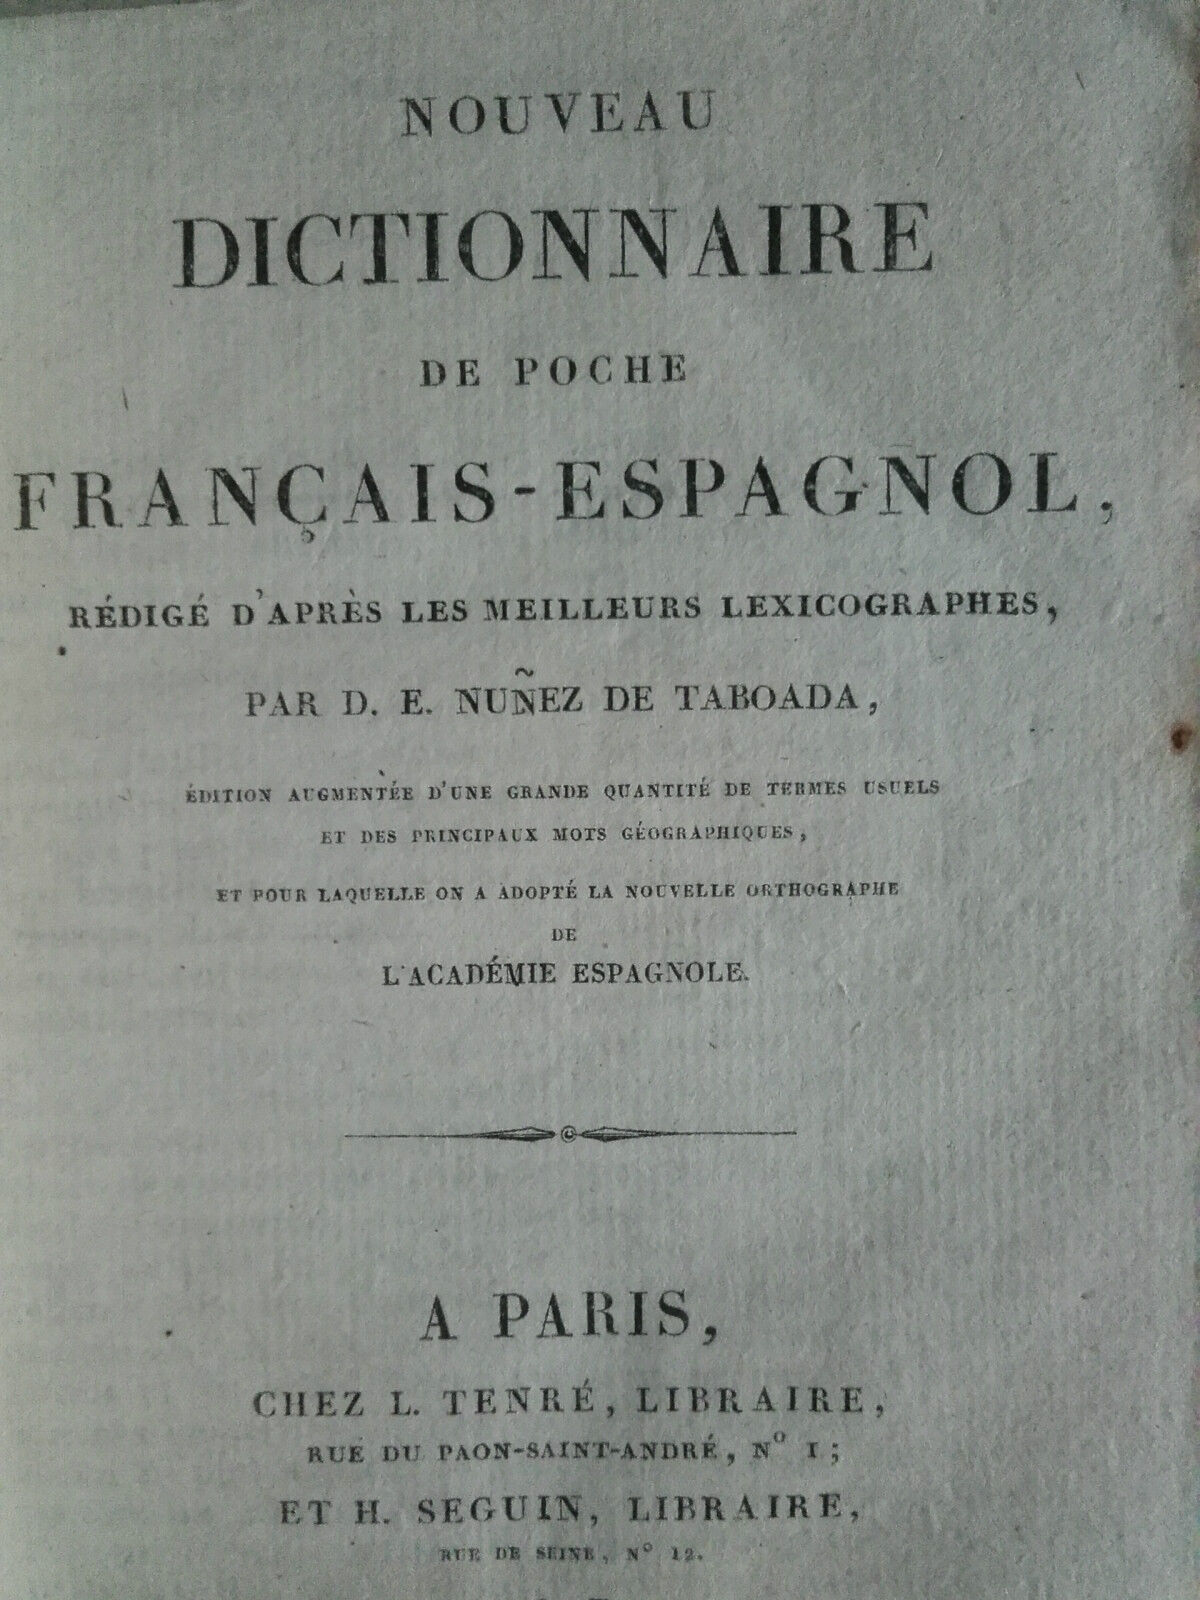 NOUVEAU
DICTIONNAIRE
DE POCHE
FRANÇAIS-ESPAGNOL,
RÉDIGÉ D'APRÈS LES MEILLEURS LEXICOGRAPHES,
PAR D. E. NUÑEZ DE TABOADA,
ÉDITION AUGMENTÉE D'UNE GRANDE QUANTITÉ DE TERMES USUELS
ET DES PRINCIPAUX MOTS GÉOGRAPHIQUES,
ET POUR LAQUELLE ON A ADOPTÉ LA NOUVELLE ORTHOGRAPHE
DE
L'ACADÉMIE ESPAGNOLE.
A PARIS,
CHEZ L. TENRÉ, LIBRAIRE,
RUE DU PAON-SAINT-ANDRÉ, Nº 1;
ET H. SEGUIN, LIBRAIRE,
RUE DE SEINE, Nº 12.